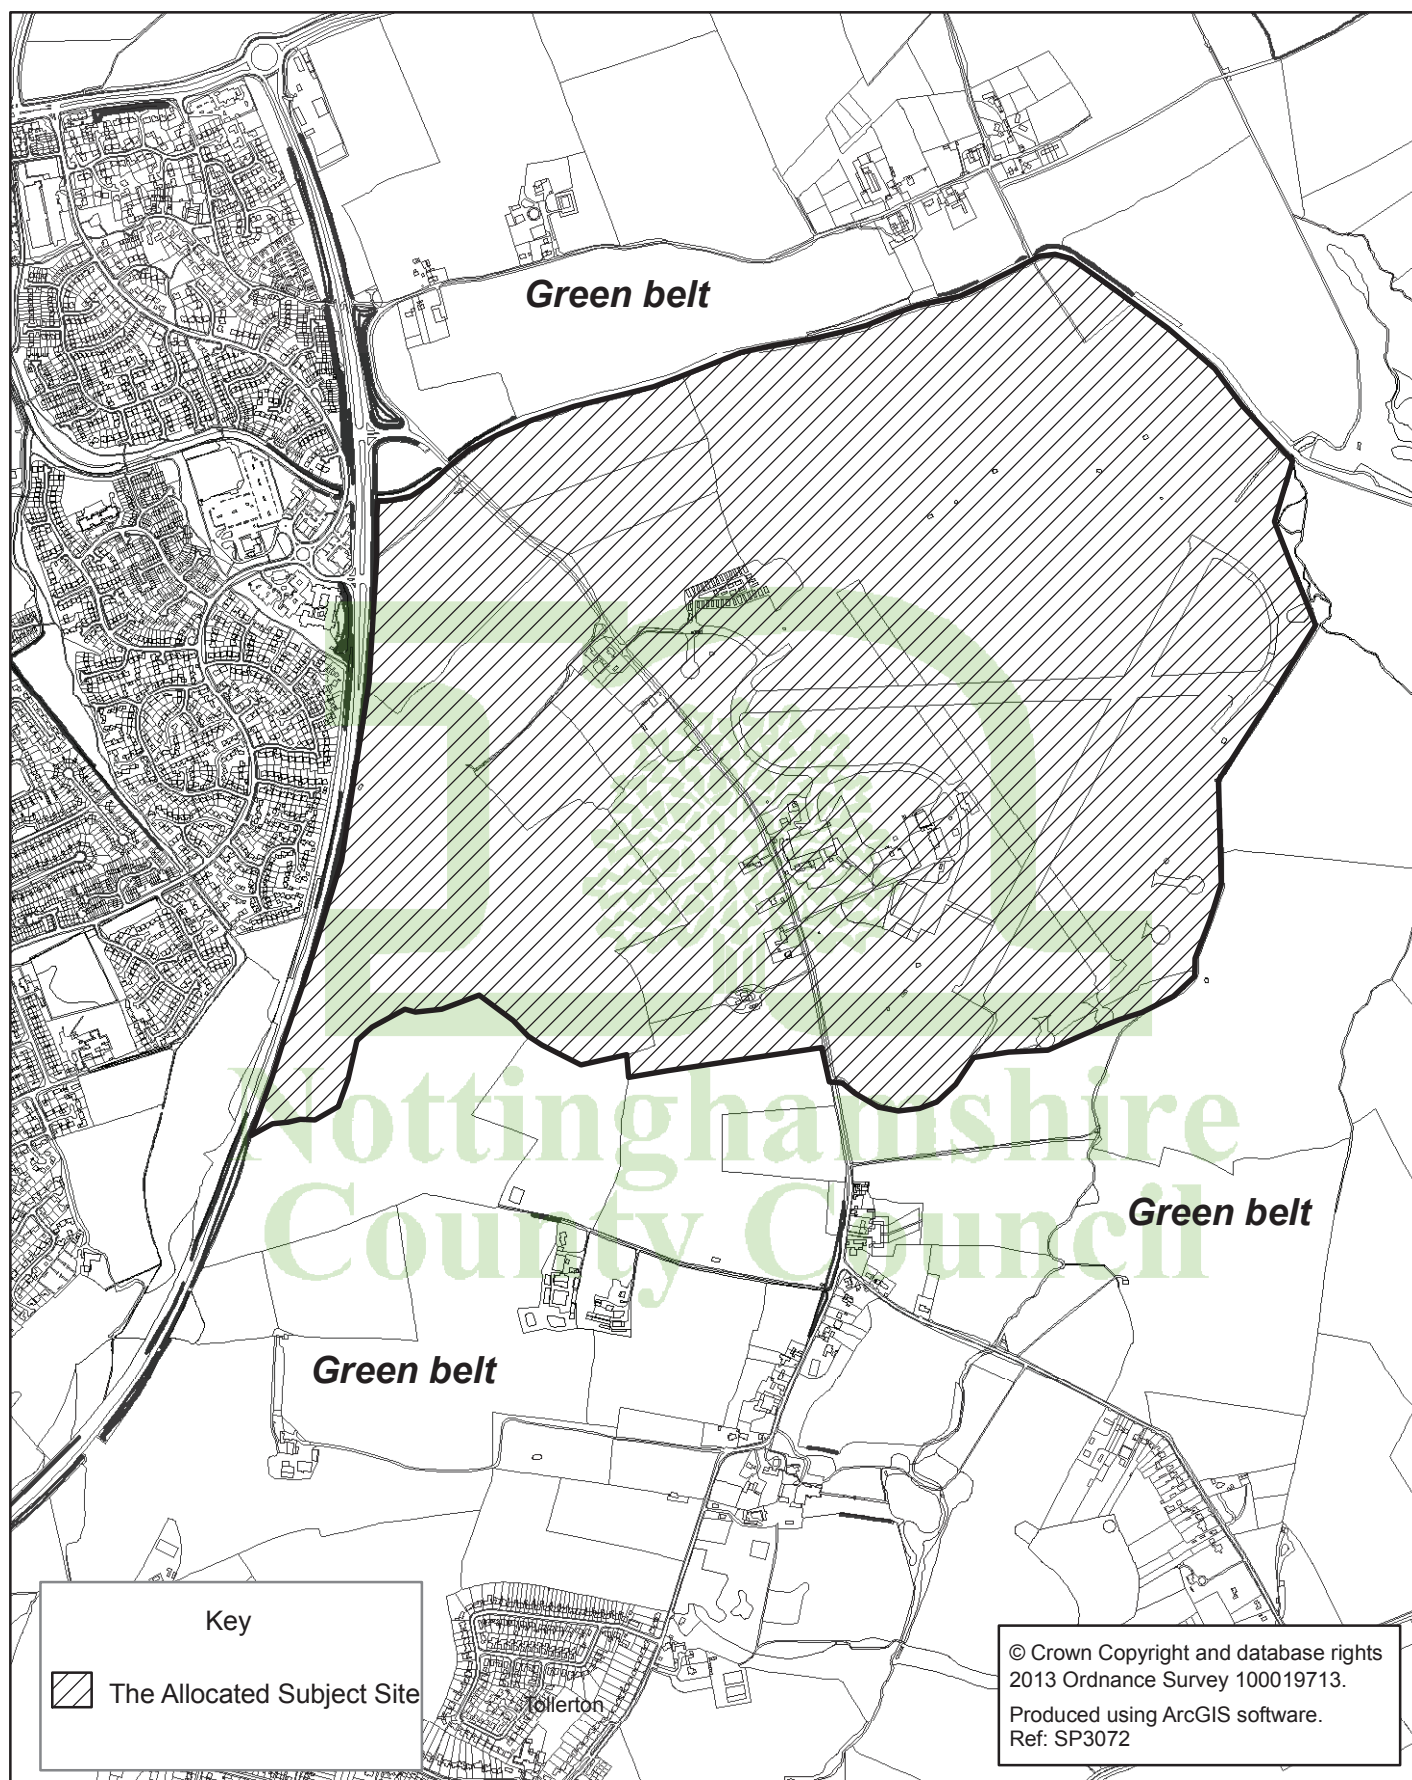 Green belt
Nottinghamshire
County Council
Green belt
Green belt
Key
The Allocated Subject Site
Tollerton
© Crown Copyright and database rights
2013 Ordnance Survey 100019713.
Produced using ArcGIS software.
Ref: SP3072